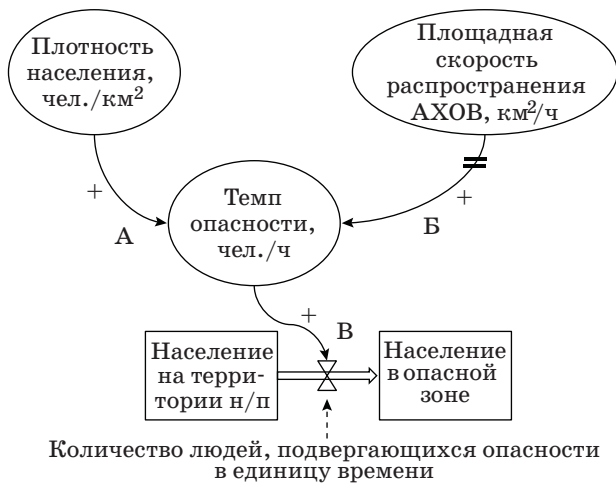 Плотность
населения,
чел./км²
Площадная
скорость
распространения
АХОВ, км²/ч
+
А
Темп
опасности,
чел./ч
+
Б
+
В
Население
на терри-
тории н/п
Население
в опасной
зоне
Количество людей, подвергающихся опасности
в единицу времени